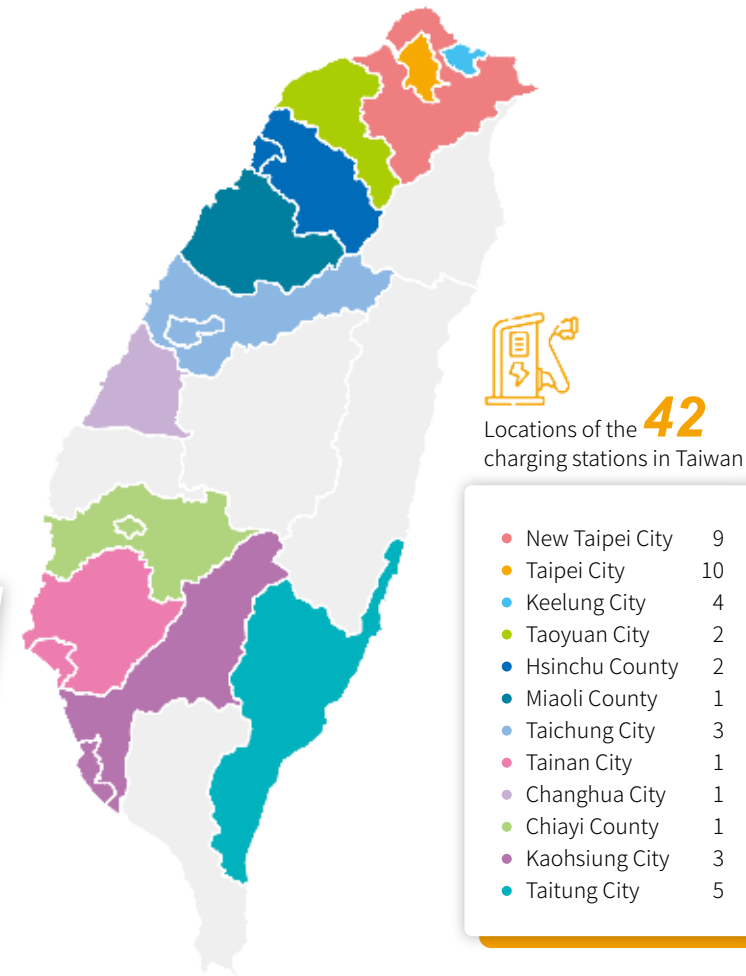 Locations of the 42
charging stations in Taiwan
New Taipei City 9
Taipei City 10
Keelung City 4
Taoyuan City 2
Hsinchu County 2
Miaoli County 1
Taichung City 3
Tainan City 1
Changhua City 1
Chiayi County 1
Kaohsiung City 3
Taitung City 5